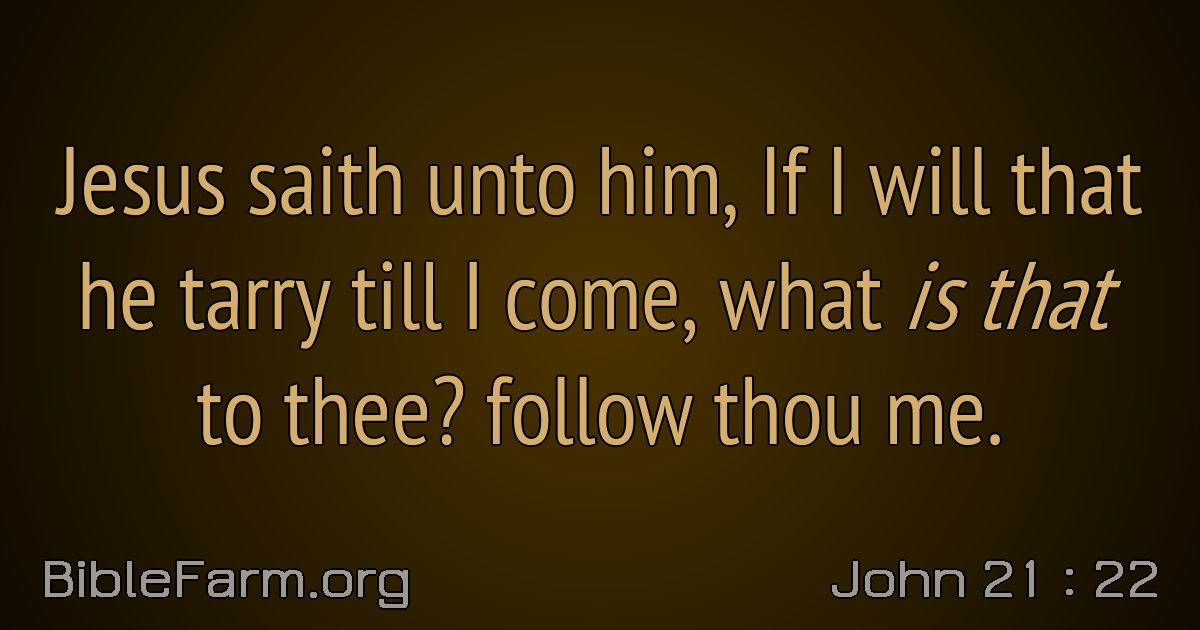 Jesus saith unto him, If I will that
he tarry till I come, what is that
to thee? follow thou me.
BibleFarm.org
John 21 : 22